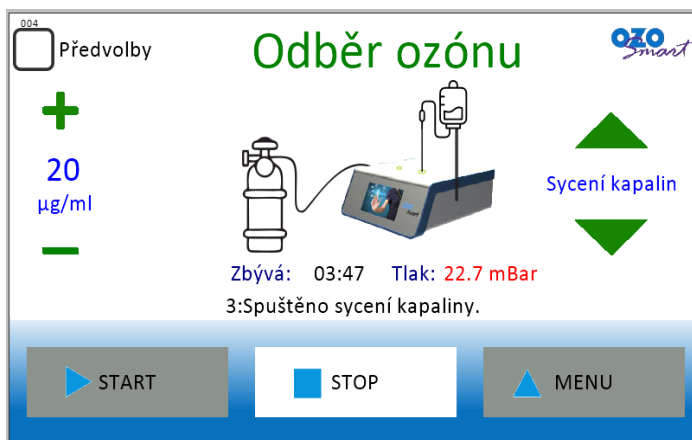 004
Předvolby
Odběr ozónu
OZO
Smart
+
20
µg/ml
−
Sycení kapalin
Zbývá: 03:47 Tlak: 22.7 mBar
3:Spuštěno sycení kapaliny.
START
STOP
MENU